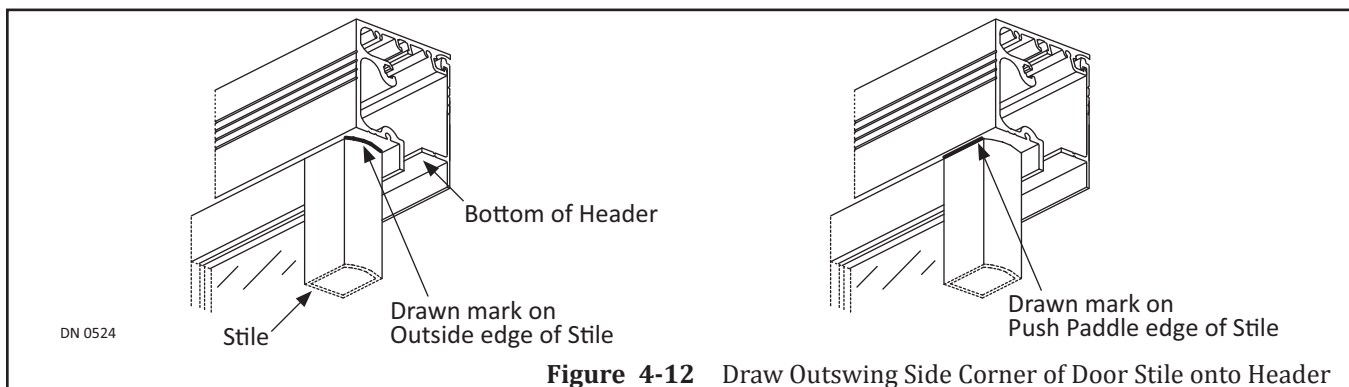 Bottom of Header
Drawn mark on
Outside edge of Stile
Stile
DN 0524
Drawn mark on
Push Paddle edge of Stile
Figure 4-12 Draw Outswing Side Corner of Door Stile onto Header